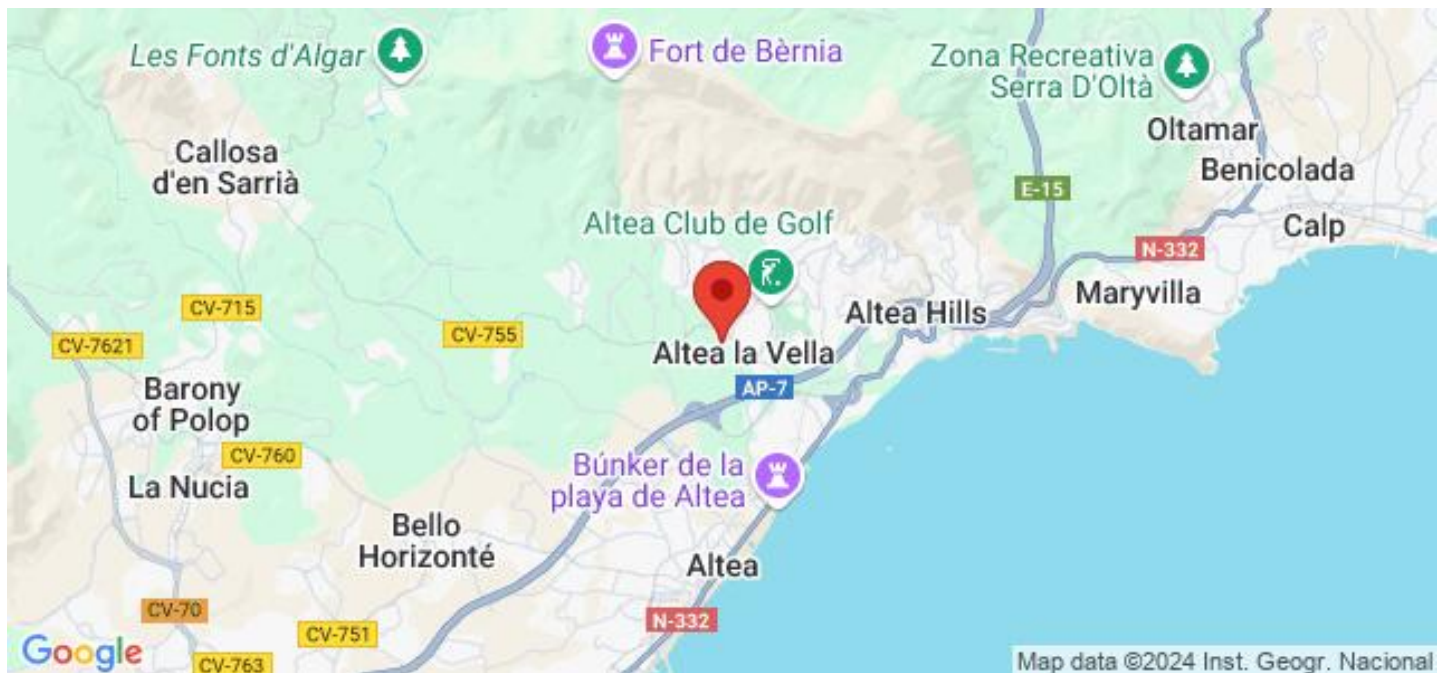 Les Fonts d'Algar
Fort de Bèrnia
Zona Recreativa
Serra D'Oltà
Oltamar
Callosa
d'en Sarrià
Benicolada
E-15
Altea Club de Golf
Calp
N-332
Maryvilla
CV-715
Altea Hills
CV-755
CV-7621
Altea la Vella
AP-7
Barony
of Polop
CV-760
Búnker de la
playa de Altea
La Nucia
Bello
Horizonté
Altea
CV-70
N-332
CV-751
Google
CV-763
Map data ©2024 Inst. Geogr. Nacional